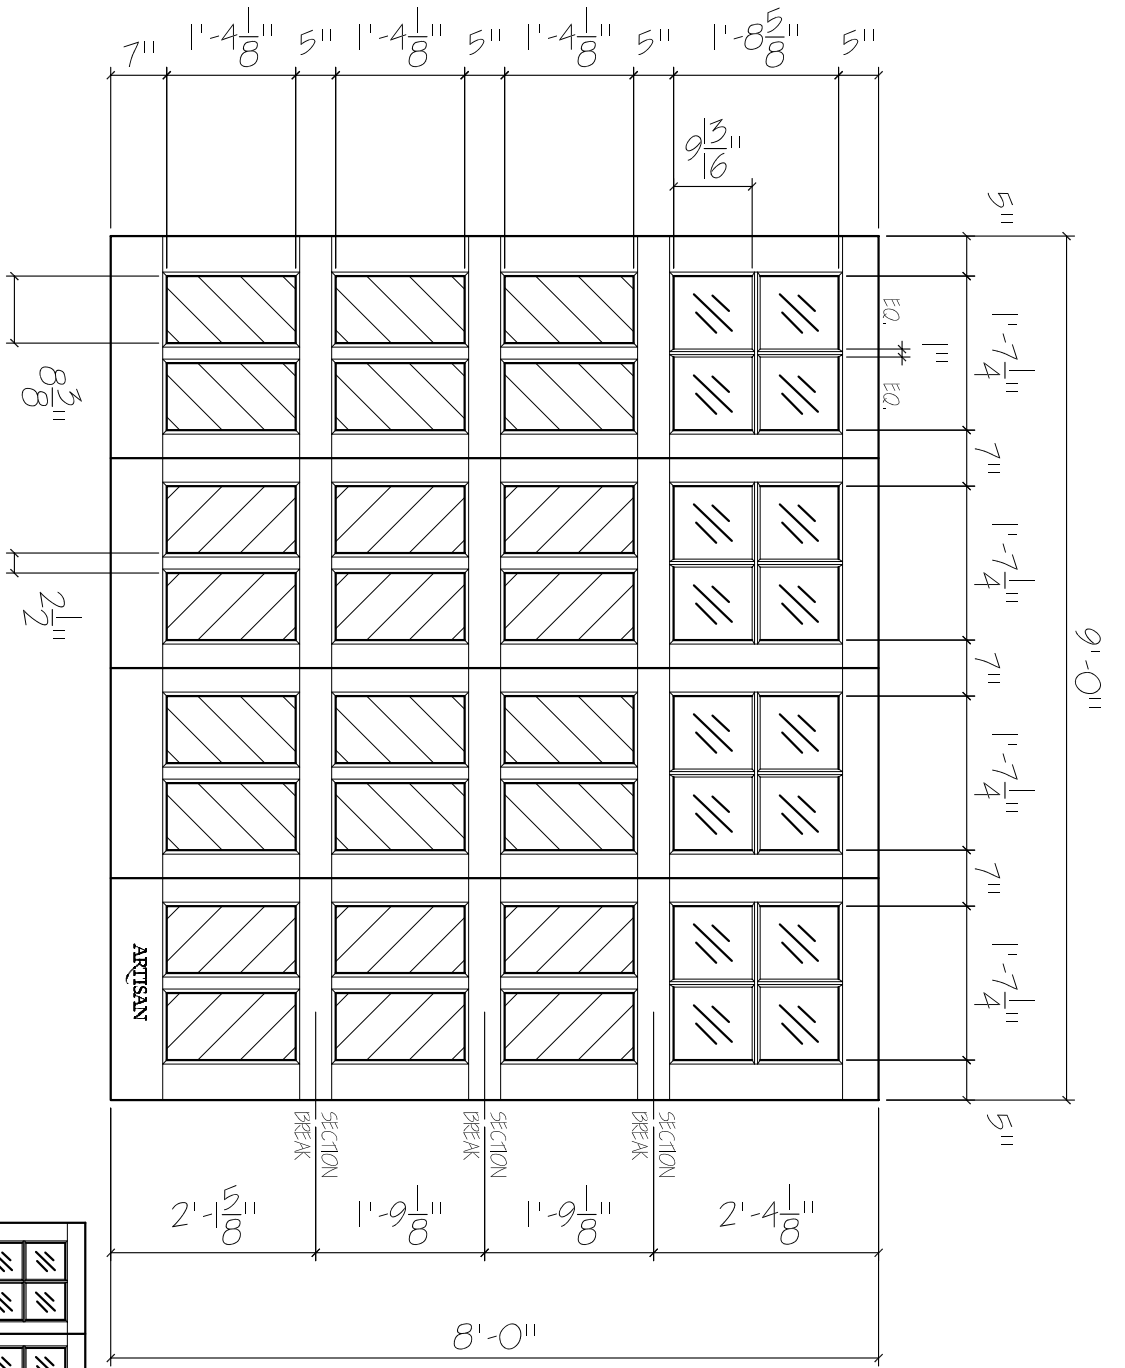 7" 1'-4 1/8" 5" 1'-4 1/8" 5" 1'-4 1/8" 5" 1'-8 5/8" 5"
9 13/16"
5"
1'-7 1/4"
7"
1'-7 1/4"
7"
1'-7 1/4"
7"
1'-7 1/4"
5"
9'-0"
EQ.
1"
EQ.
8 3/8"
2 1/2"
ARTISAN
SECTION
BREAK
SECTION
BREAK
SECTION
BREAK
2'-1 5/8" 1'-9 1/8" 1'-9 1/8" 2'-4 1/8"
8'-0"